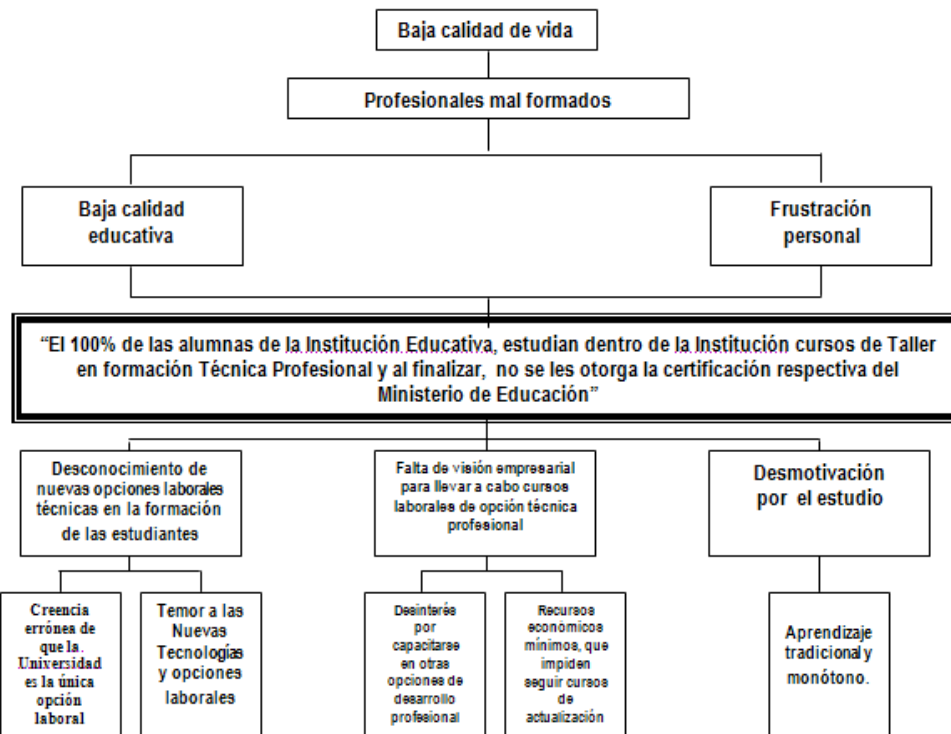 Baja calidad de vida
Profesionales mal formados
Baja calidad
educativa
Frustración
personal
“El 100% de las alumnas de la Institución Educativa, estudian dentro de la Institución cursos de Taller
en formación Técnica Profesional y al finalizar, no se les otorga la certificación respectiva del
Ministerio de Educación”
Desconocimiento de
nuevas opciones laborales
técnicas en la formación
de las estudiantes
Falta de visión empresarial
para llevar a cabo cursos
laborales de opción técnica
profesional
Desmotivación
por el estudio
Creencia
errónea de
que la.
Universidad
es la única
opción
laboral
Temor a las
Nuevas
Tecnologías
y opciones
laborales
Desinterés
por
capacitarse
en otras
opciones de
desarrollo
profesional
Recursos
económicos
mínimos, que
impiden
seguir cursos
de
actualización
Aprendizaje
tradicional y
monótono.